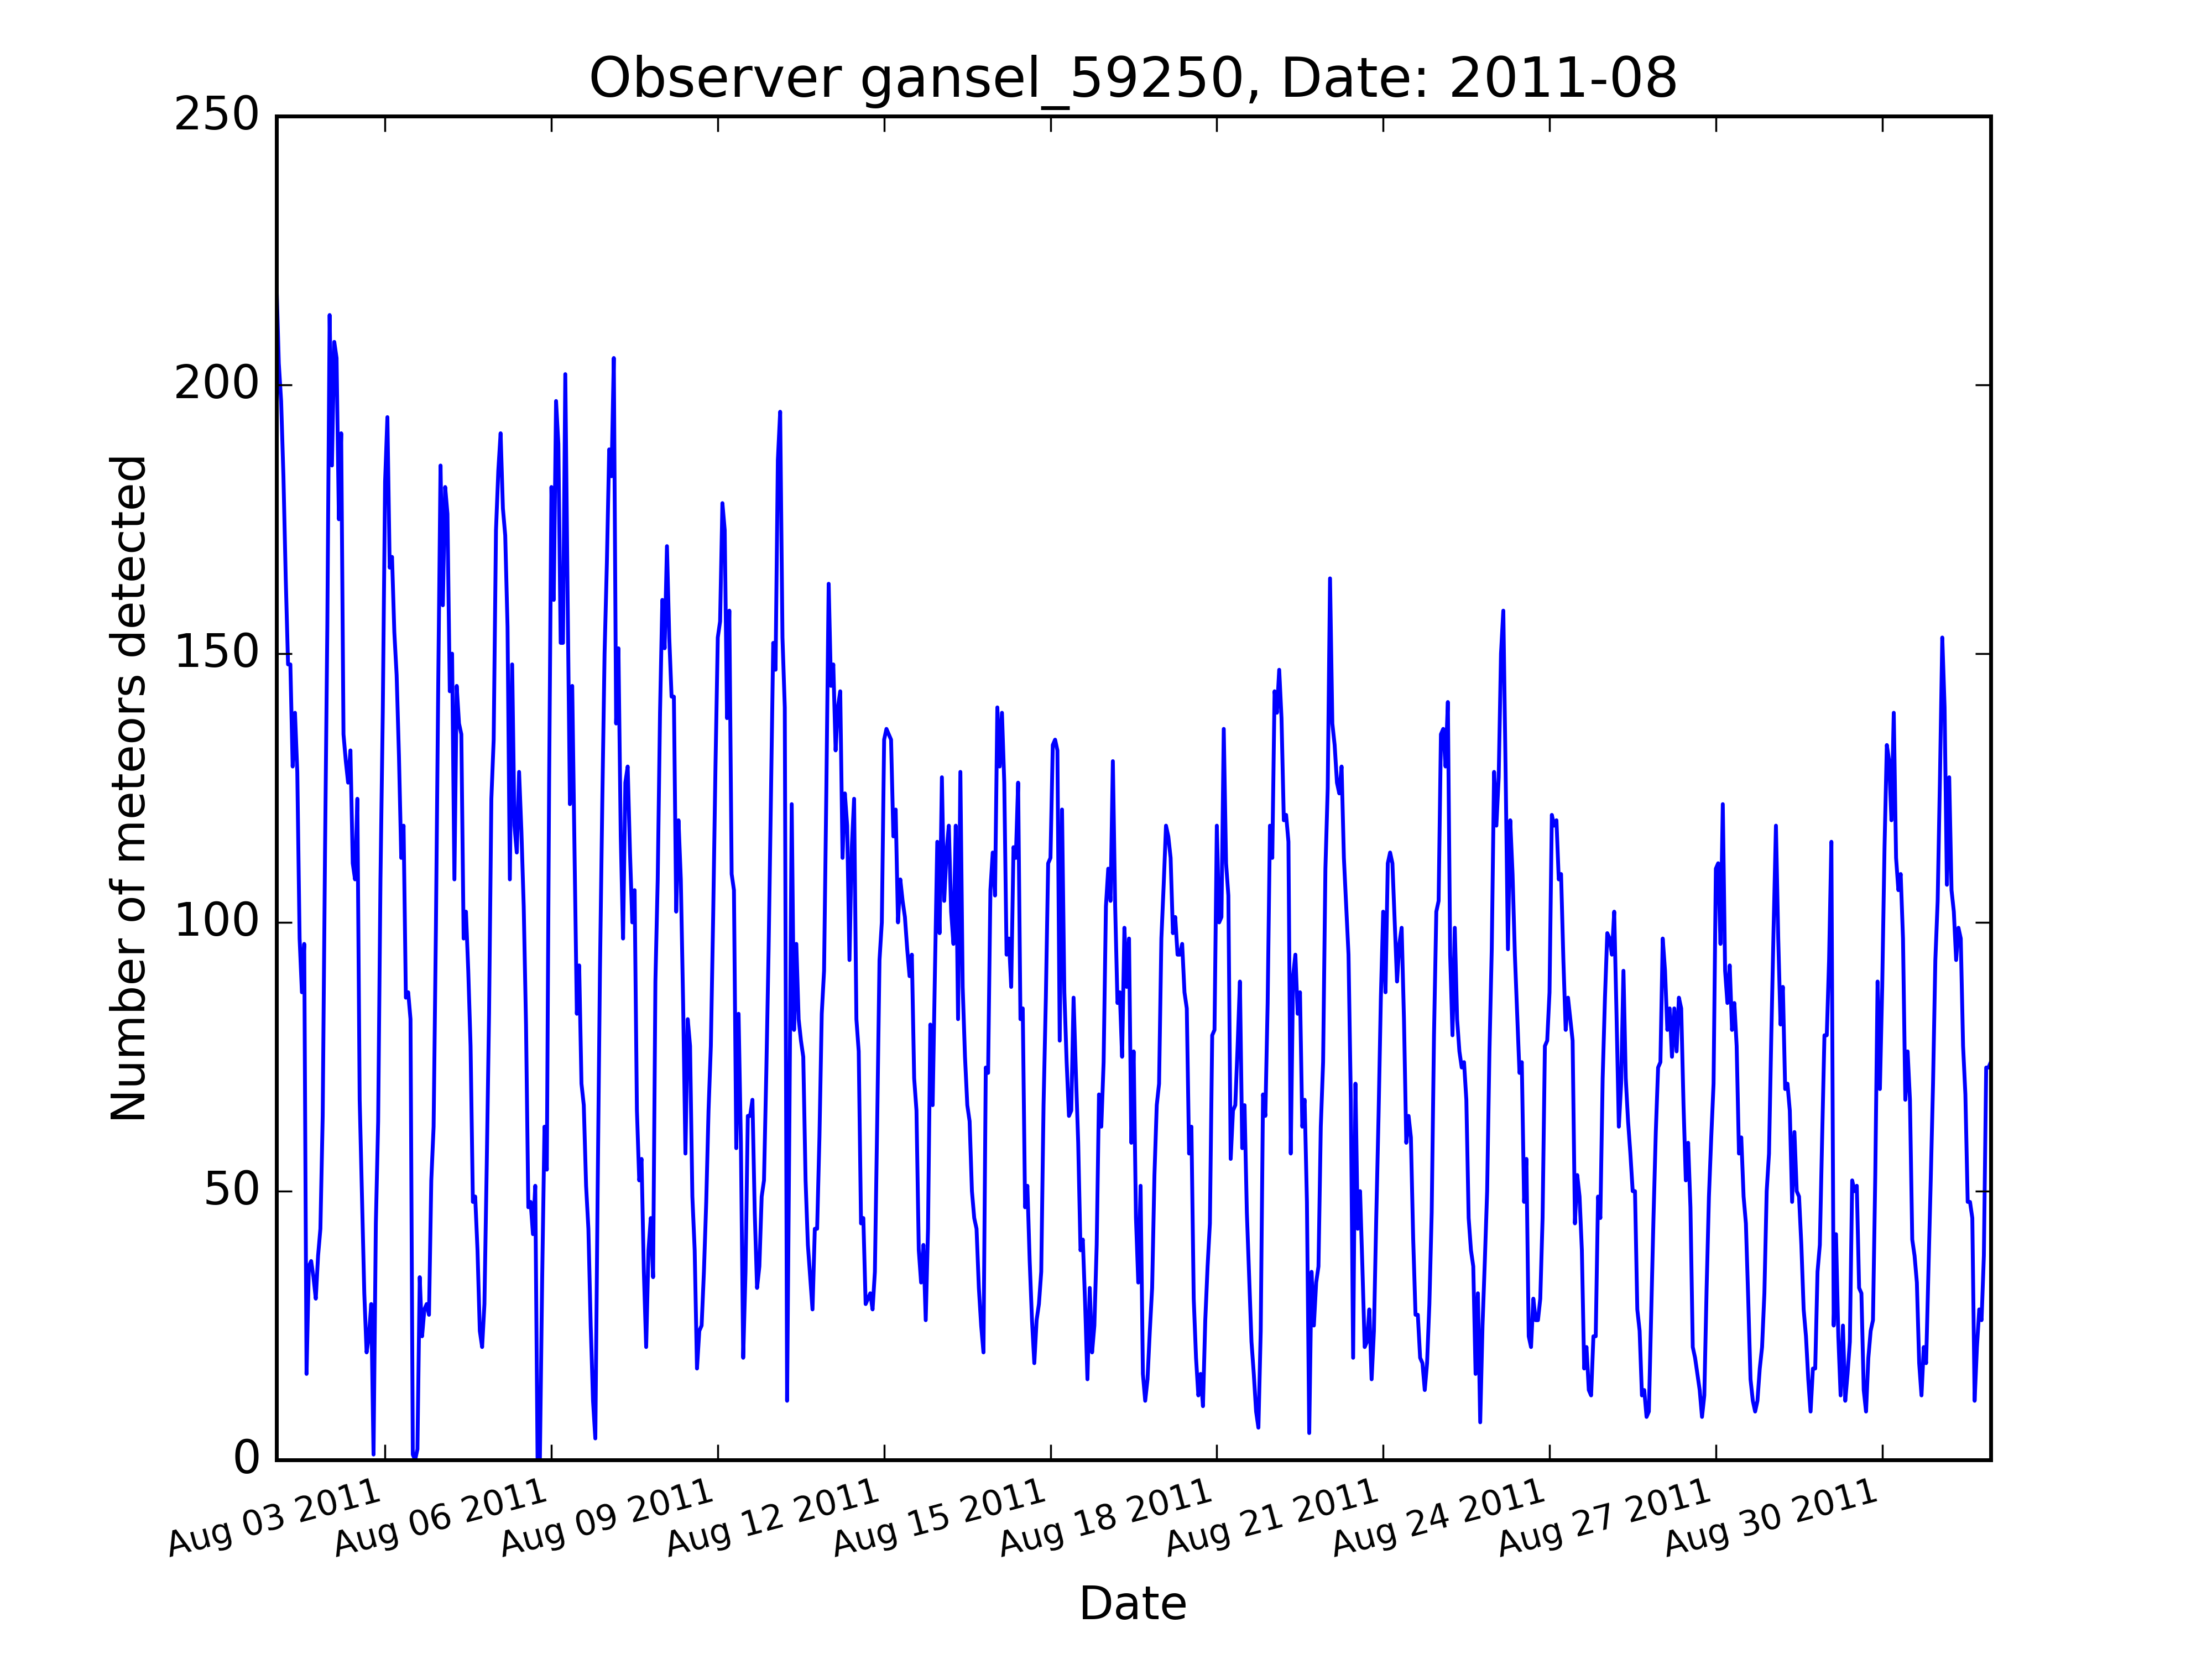 Observer gansel_59250, Date: 2011-08
250
200
150
100
50
0
Number of meteors detected
Aug 03 2011
Aug 06 2011
Aug 09 2011
Aug 12 2011
Aug 15 2011
Aug 18 2011
Aug 21 2011
Aug 24 2011
Aug 27 2011
Aug 30 2011
Date